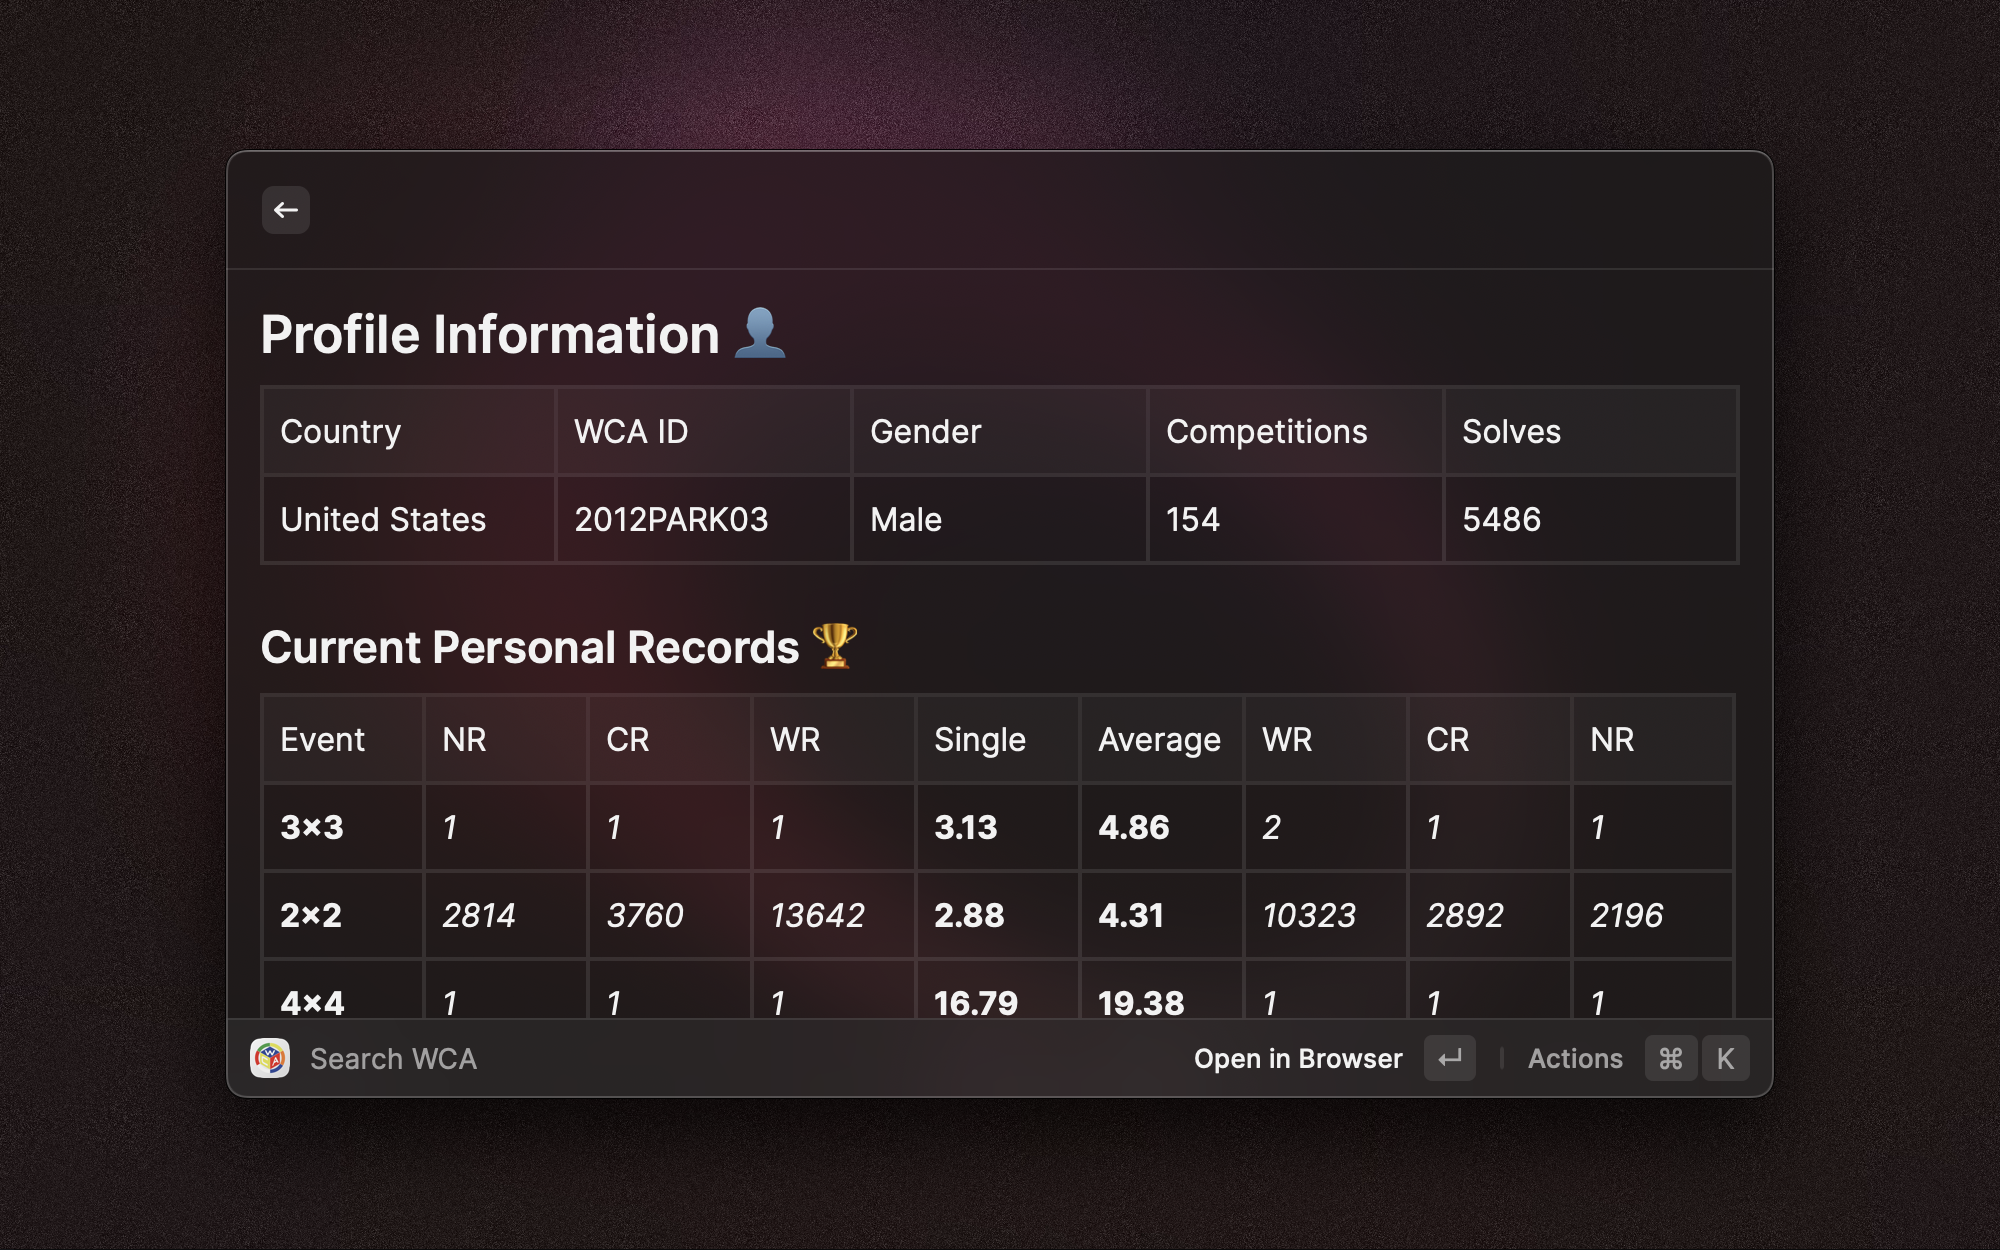 Profile Information 👤
Country WCA ID Gender Competitions Solves
United States 2012PARK03 Male 154 5486
Current Personal Records 🏆
Event NR CR WR Single Average WR CR NR
3×3 1 1 1 3.13 4.86 2 1 1
2×2 2814 3760 13642 2.88 4.31 10323 2892 2196
4×4 1 1 1 16.79 19.38 1 1 1
Search WCA Open in Browser ↵ Actions ⌘ K